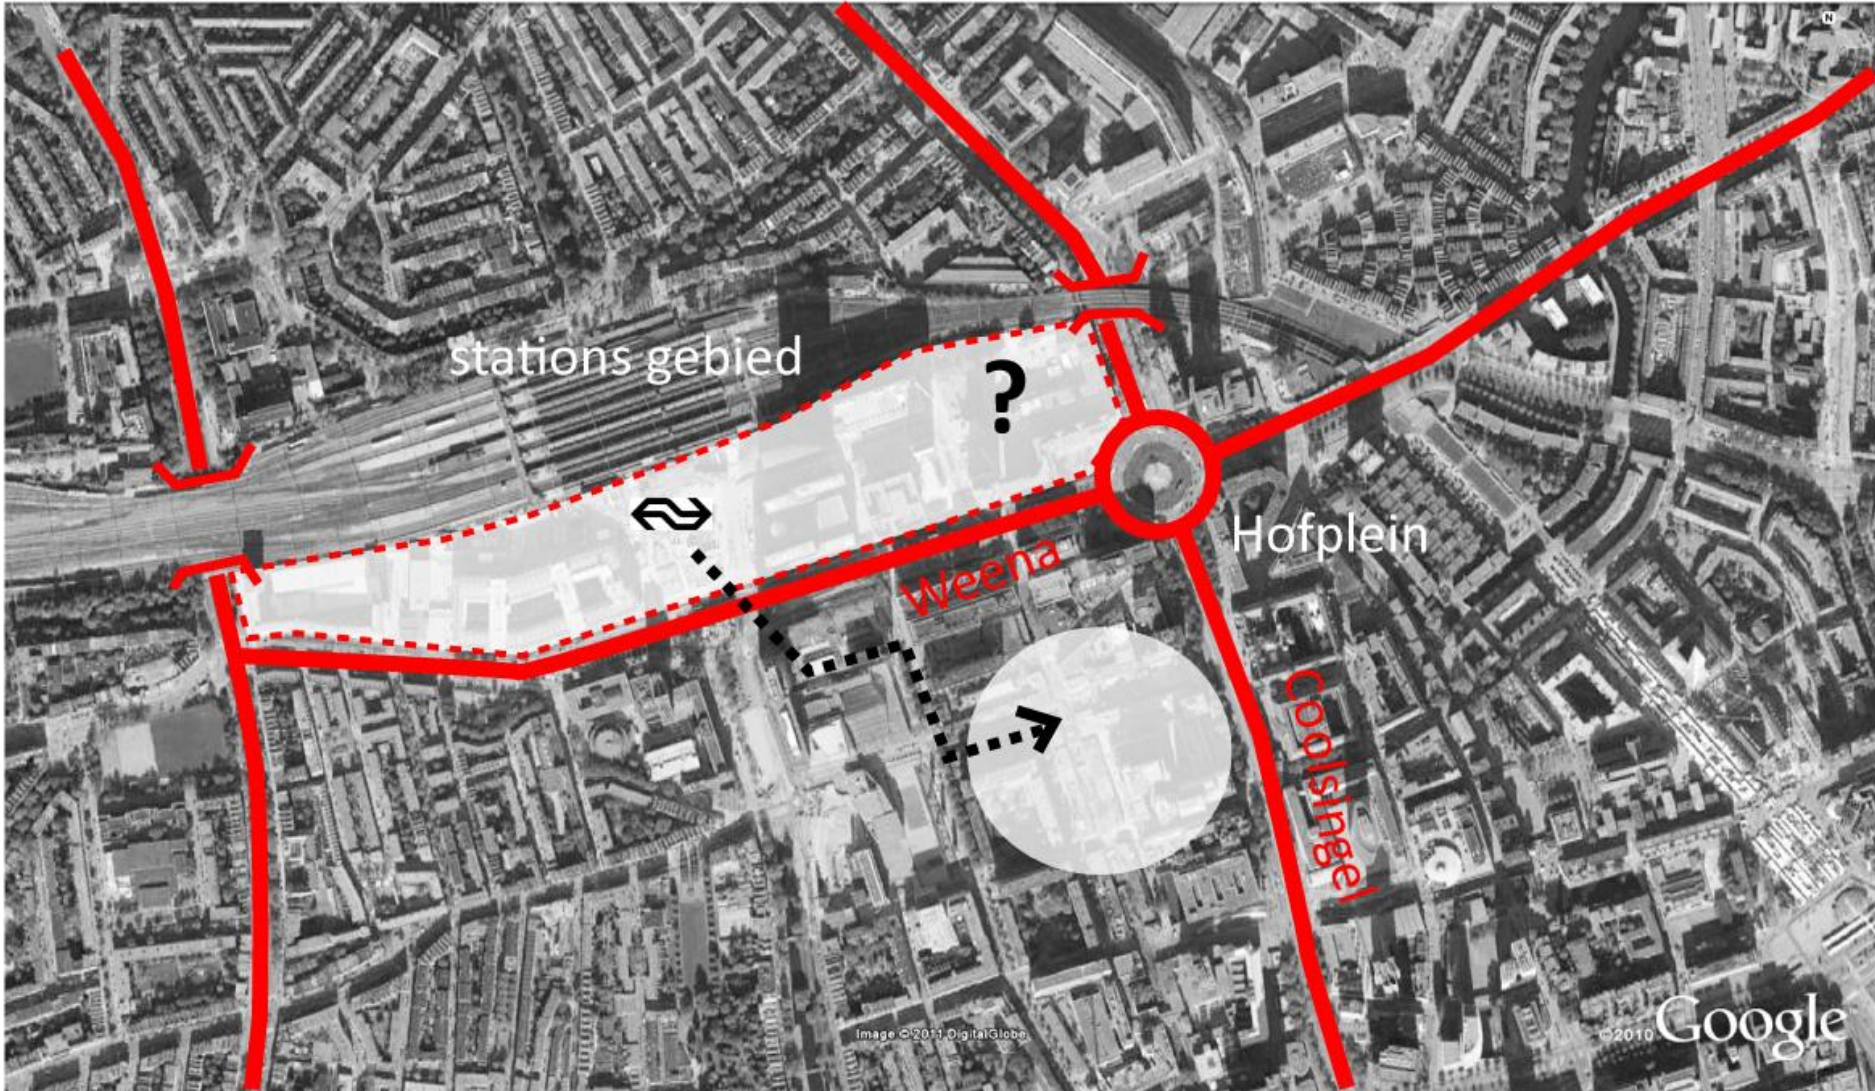 N
stations gebied
?
Hofplein
Weena
Coolsingel
Image © 2011 DigitalGlobe
©2010 Google